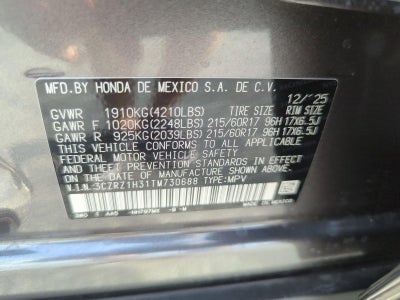 MFD.BY HONDA DE MEXICO S.A. DE C.V.
12/'25
GVWR 1910KG(4210LBS) TIRE SIZE RIM SIZE
GAWR F 1020KG(2248LBS) 215/60R17 96H 17X6.5J
GAWR R 925KG(2039LBS) 215/60R17 96H 17X6.5J
THIS VEHICLE CONFORMS TO ALL APPLICABLE
FEDERAL MOTOR VEHICLE SAFETY, BUMPER, AND
THEFT PREVENTION STANDARDS IN EFFECT ON THE
DATE OF MANUFACTURE SHOWN ABOVE.
V.I.N.:3CZRZ1H31TM730688 TYPE:MPV
MADE IN MEXICO